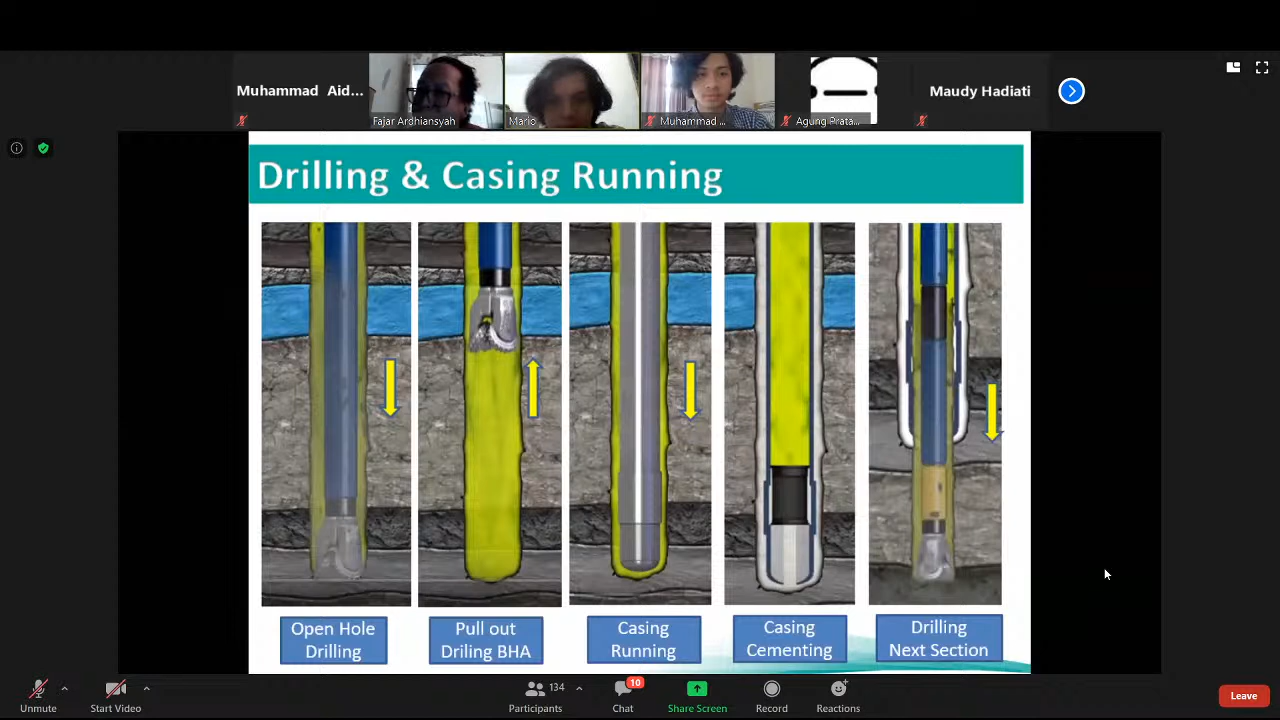 Muhammad Aid...
Fajar Ardhiansyah
Mario
Muhammad ...
Agung Prata...
Maudy Hadiati
Drilling & Casing Running
Open Hole
Drilling
Pull out
Driling BHA
Casing
Running
Casing
Cementing
Drilling
Next Section
Unmute
Start Video
134
Participants
10
Chat
Share Screen
Record
Reactions
Leave